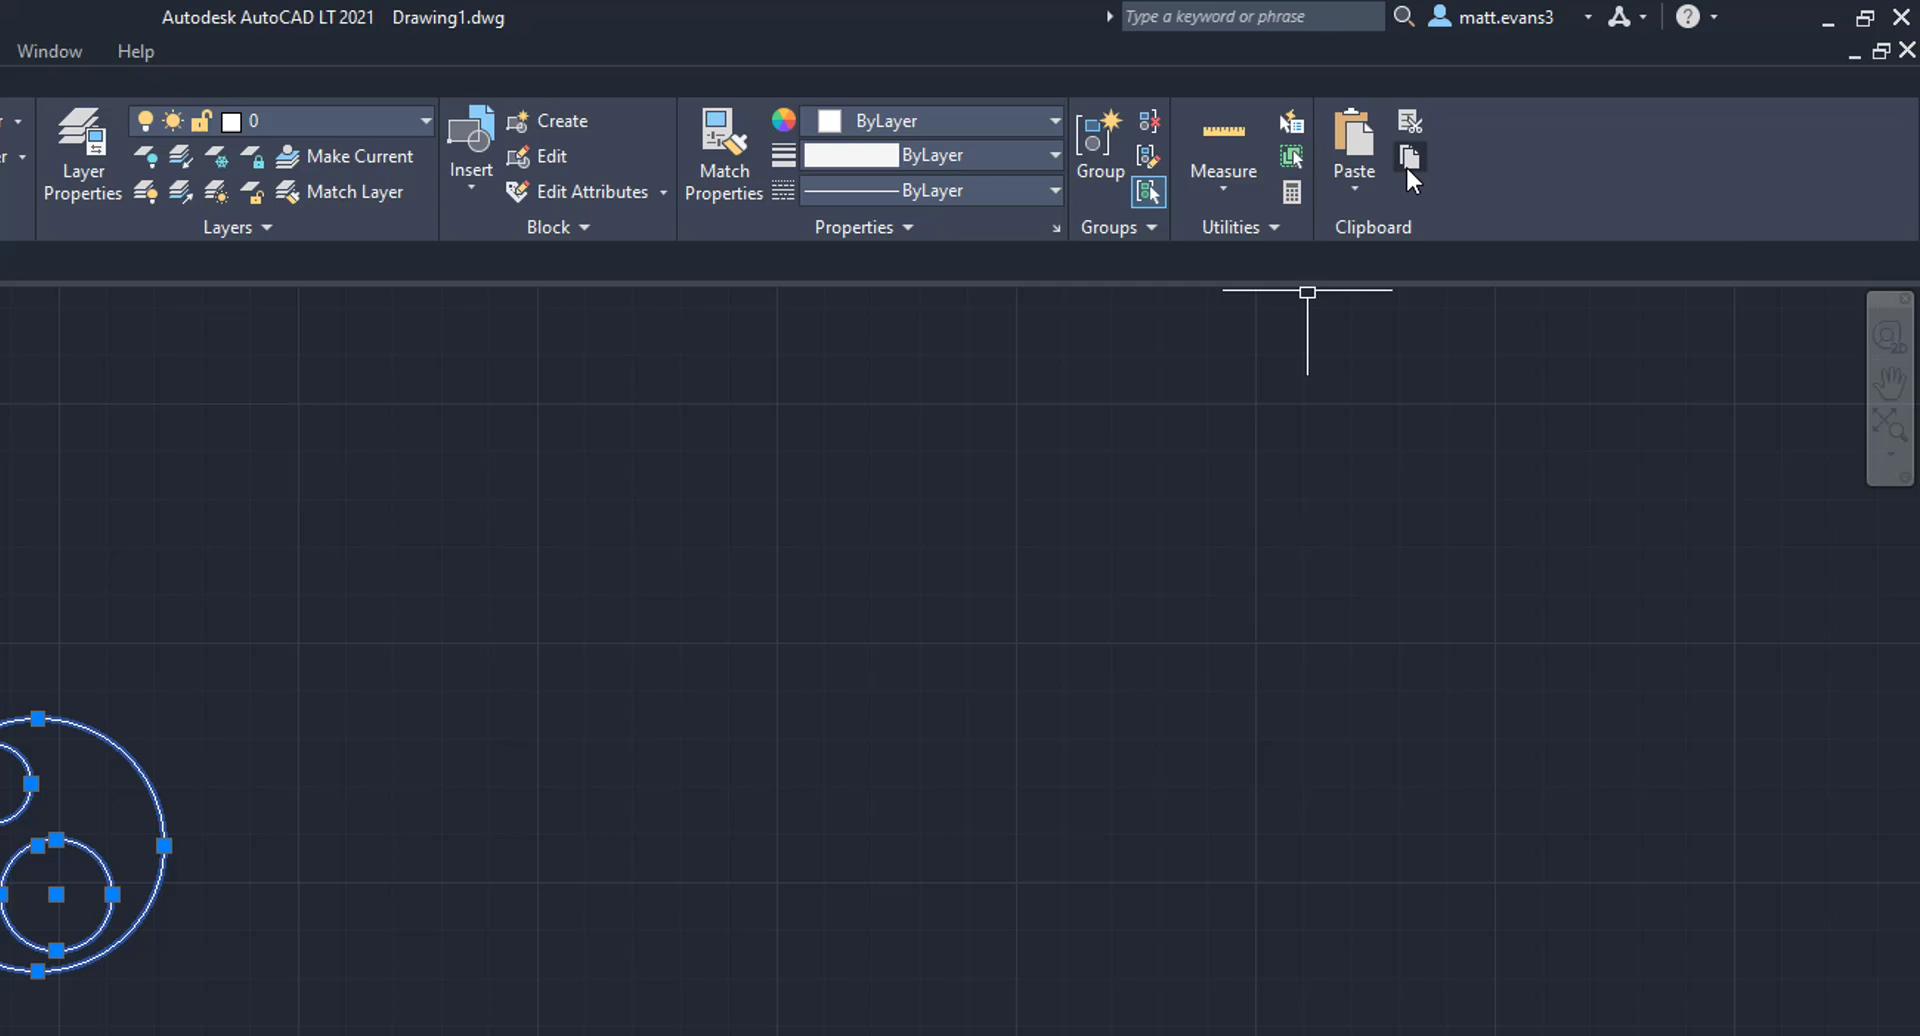 Autodesk AutoCAD LT 2021 Drawing1.dwg
Type a keyword or phrase
matt.evans3
Window Help
Layer Properties
0
Make Current
Match Layer
Layers
Insert
Create
Edit
Edit Attributes
Block
Match Properties
ByLayer
ByLayer
ByLayer
Properties
Group
Groups
Measure
Utilities
Paste
Clipboard
2D